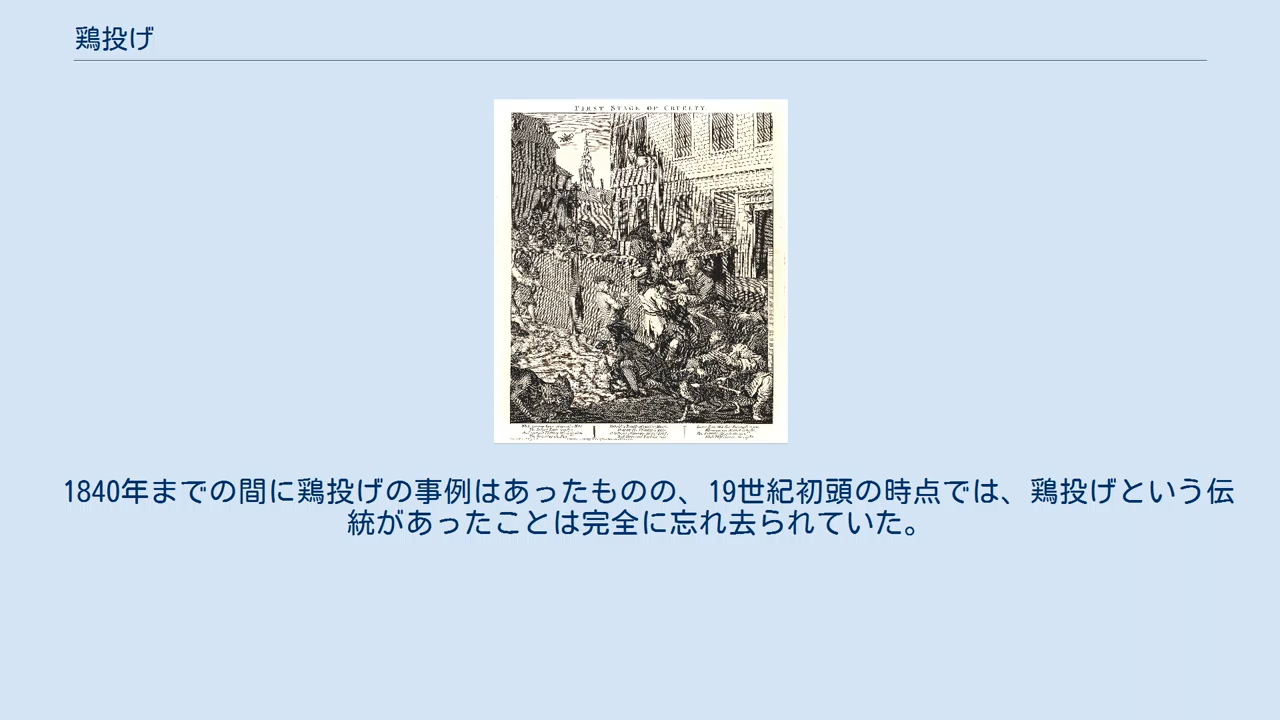 鶏投げ
FIRST STAGE OF CRUELTY.
1840年までの間に鶏投げの事例はあったものの、19世紀初頭の時点では、鶏投げという伝
統があったことは完全に忘れ去られていた。